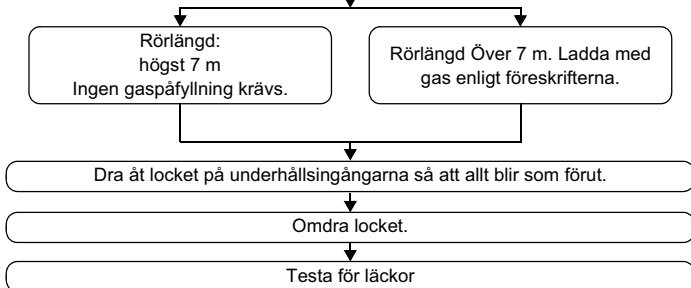 Rörlängd:
högst 7 m
Ingen gaspåfyllning krävs.
Rörlängd Över 7 m. Ladda med
gas enligt föreskrifterna.
Dra åt locket på underhållsingångarna så att allt blir som förut.
Omdra locket.
Testa för läckor